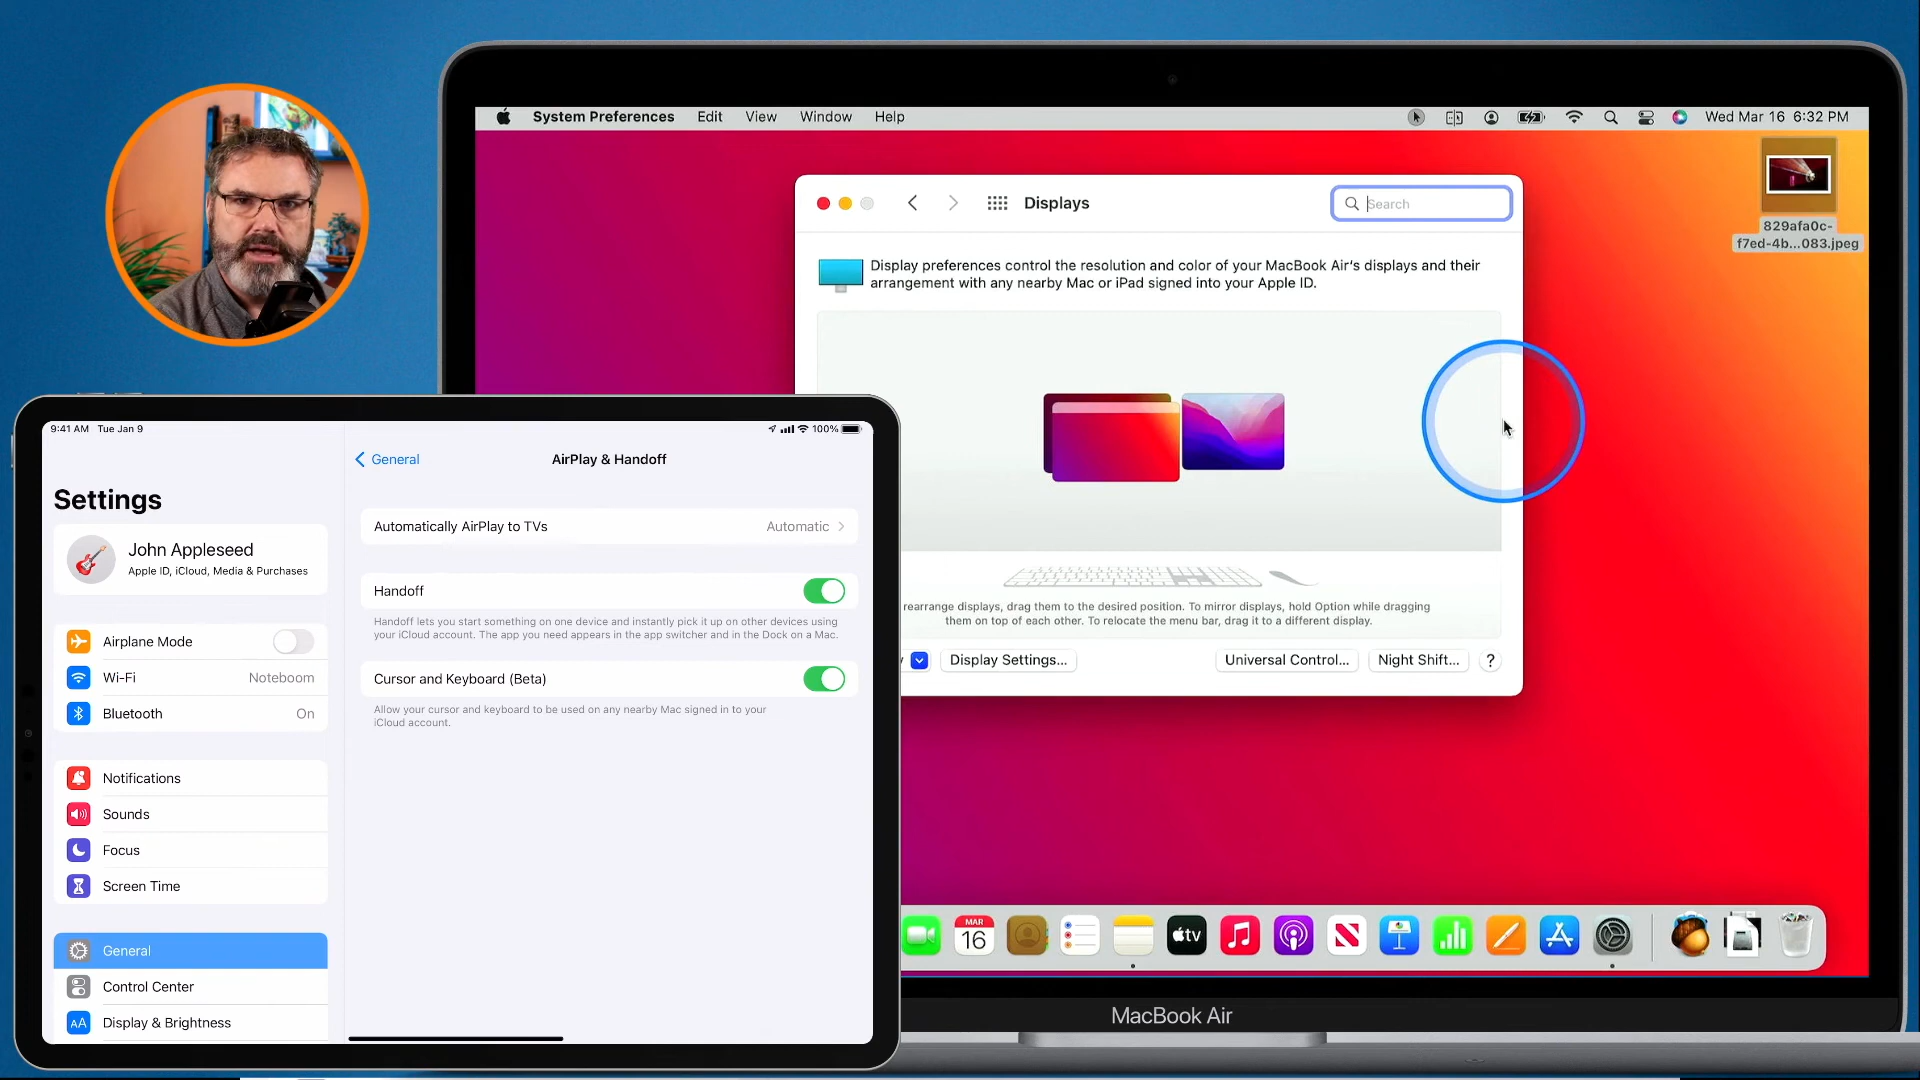 System Preferences Edit View Window Help
Wed Mar 16 6:32 PM
829afa0c-
f7ed-4b...083.jpeg
Displays
Search
Display preferences control the resolution and color of your MacBook Air's displays and their
arrangement with any nearby Mac or iPad signed into your Apple ID.
rearrange displays, drag them to the desired position. To mirror displays, hold Option while dragging
them on top of each other. To relocate the menu bar, drag it to a different display.
Display Settings...
Universal Control...
Night Shift...
?
MAR
16
tv
MacBook Air
9:41 AM Tue Jan 9
100%
Settings
John Appleseed
Apple ID, iCloud, Media & Purchases
Airplane Mode
Wi-Fi Noteboom
Bluetooth On
Notifications
Sounds
Focus
Screen Time
General
Control Center
AA Display & Brightness
General
AirPlay & Handoff
Automatically AirPlay to TVs Automatic
Handoff
Handoff lets you start something on one device and instantly pick it up on other devices using
your iCloud account. The app you need appears in the app switcher and in the Dock on a Mac.
Cursor and Keyboard (Beta)
Allow your cursor and keyboard to be used on any nearby Mac signed in to your
iCloud account.